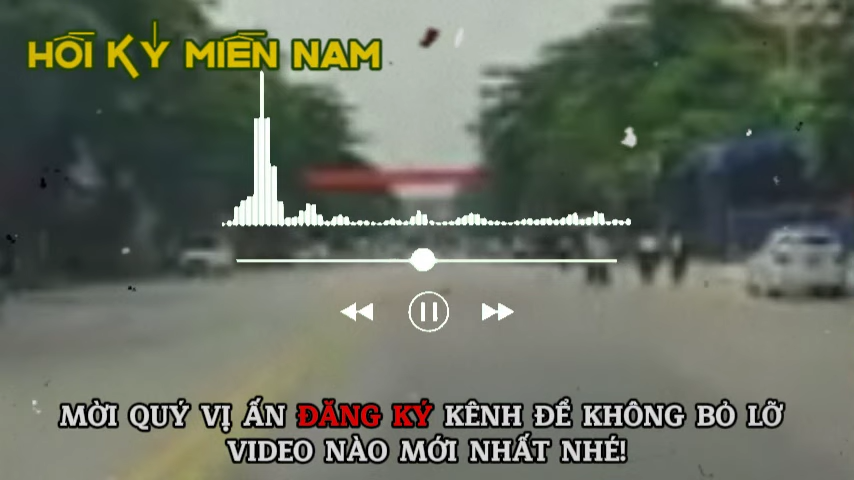 HỒI KÝ MIỀN NAM
MỜI QUÝ VỊ ẤN ĐĂNG KÝ KÊNH ĐỂ KHÔNG BỎ LỠ
VIDEO NÀO MỚI NHẤT NHÉ!